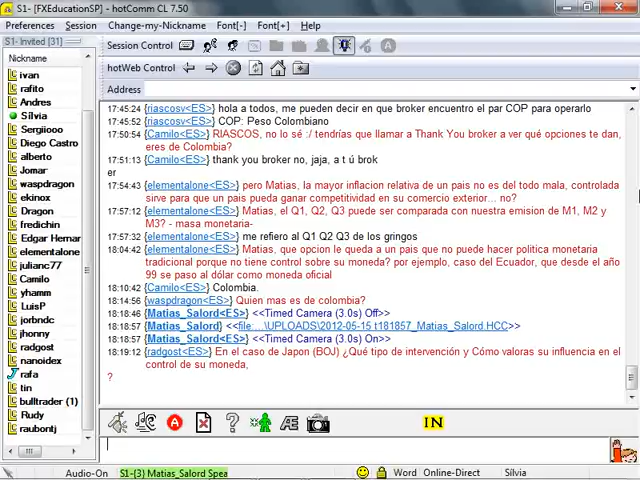 S1- [FXEducationSP] - hotComm CL 7.50
Preferences Session Change-my-Nickname Font[-] Font[+] Help
S1- Invited [31]
Nickname
ivan
rafito
Andres
Sílvia
Sergiooo
Diego Castro
alberto
Jomar
waspdragon
ekinox
Dragon
fredichin
Edgar Hernar
elementalone
julianc77
Camilo
yhamm
LuisP
jorbndc
jhonny
radgost
nanoidex
rafa
tin
bulltrader (1)
Rudy
raubontj
Session Control
hotWeb Control
Address
17:45:24 {riascosv<ES>} hola a todos, me pueden decir en que broker encuentro el par COP para operarlo
17:45:52 {riascosv<ES>} COP: Peso Colombiano
17:50:54 {Camilo<ES>} RIASCOS, no lo sé :/ tendrías que llamar a Thank You broker a ver qué opciones te dan,
eres de Colombia?
17:51:13 {Camilo<ES>} thank you broker no, jaja, a t ú brok
er
17:54:43 {elementalone<ES>} pero Matias, la mayor inflacion relativa de un pais no es del todo mala, controlada
sirve para que un pais pueda ganar competitividad en su comercio exterior... no?
17:57:12 {elementalone<ES>} Matias, el Q1, Q2, Q3 puede ser comparada con nuestra emision de M1, M2 y
M3? - masa monetaria-
17:57:32 {elementalone<ES>} me refiero al Q1 Q2 Q3 de los gringos
18:04:42 {elementalone<ES>} Matias, que opcion le queda a un pais que no puede hacer politica monetaria
tradicional porque no tiene control sobre su moneda? por ejemplo, caso del Ecuador, que desde el año
99 se paso al dólar como moneda oficial
18:10:42 {Camilo<ES>} Colombia.
18:14:56 {waspdragon<ES>} Quien mas es de colombia?
18:18:46 {Matias_Salord<ES>} <<Timed Camera (3.0s) Off>>
18:18:57 {Matias_Salord} <<file:...\UPLOADS\2012-05-15 t181857_Matias_Salord.HCC>>
18:18:57 {Matias_Salord<ES>} <<Timed Camera (3.0s) On>>
18:19:12 {radgost<ES>} En el caso de Japon (BOJ) ¿Qué tipo de intervención y Cómo valoras su influencia en el
control de su moneda,
?
IN
Audio-On S1-{3} Matias_Salord Spea Word Online-Direct Sílvia